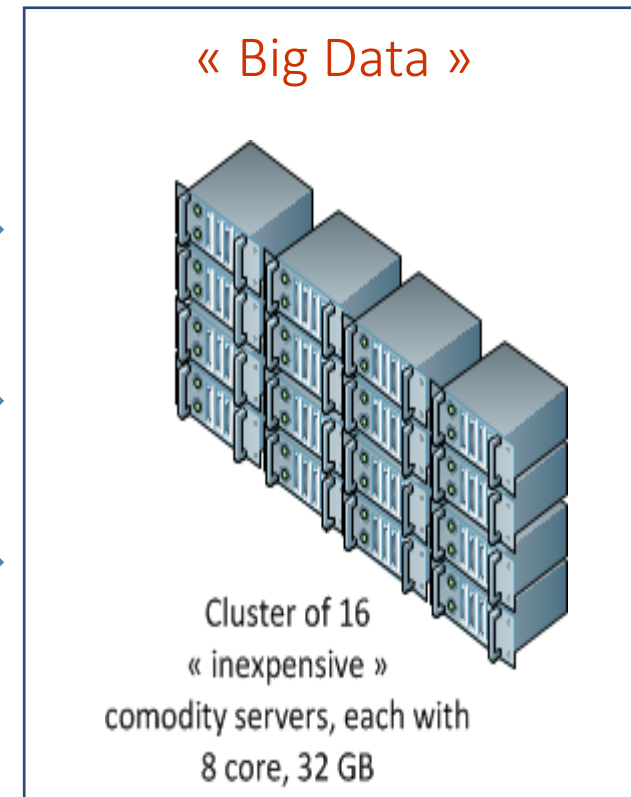 « Big Data »
Cluster of 16
« inexpensive »
comodity servers, each with
8 core, 32 GB